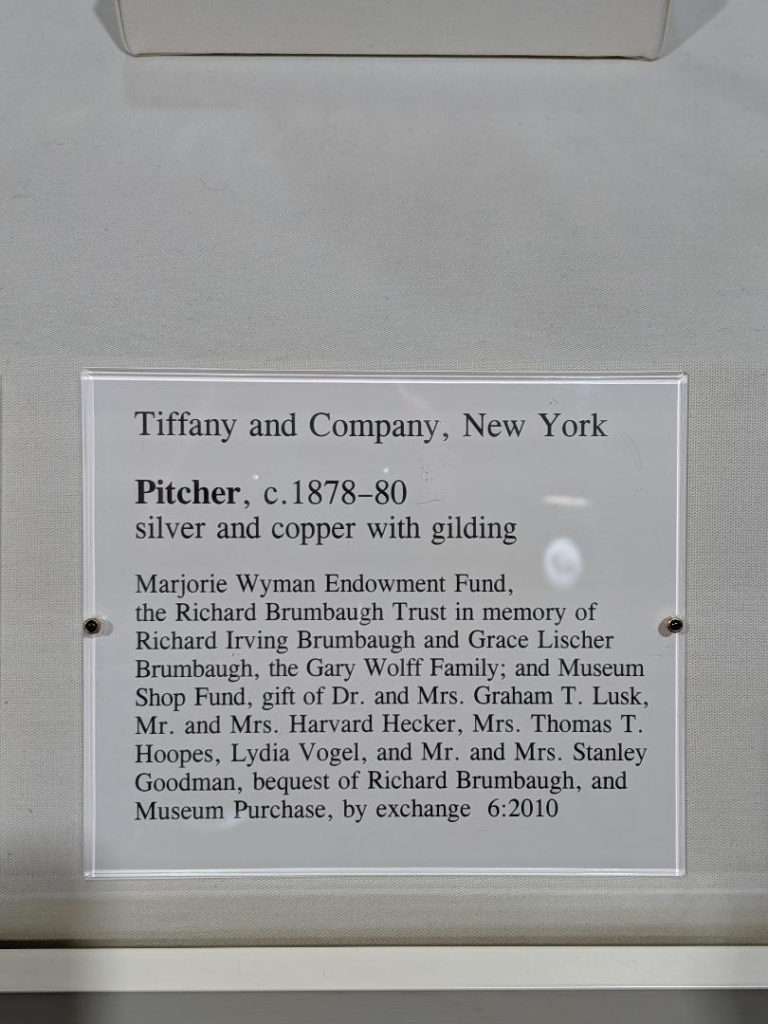 Tiffany and Company, New York
Pitcher, c.1878–80
silver and copper with gilding
Marjorie Wyman Endowment Fund,
the Richard Brumbaugh Trust in memory of
Richard Irving Brumbaugh and Grace Lischer
Brumbaugh, the Gary Wolff Family; and Museum
Shop Fund, gift of Dr. and Mrs. Graham T. Lusk,
Mr. and Mrs. Harvard Hecker, Mrs. Thomas T.
Hoopes, Lydia Vogel, and Mr. and Mrs. Stanley
Goodman, bequest of Richard Brumbaugh, and
Museum Purchase, by exchange 6:2010